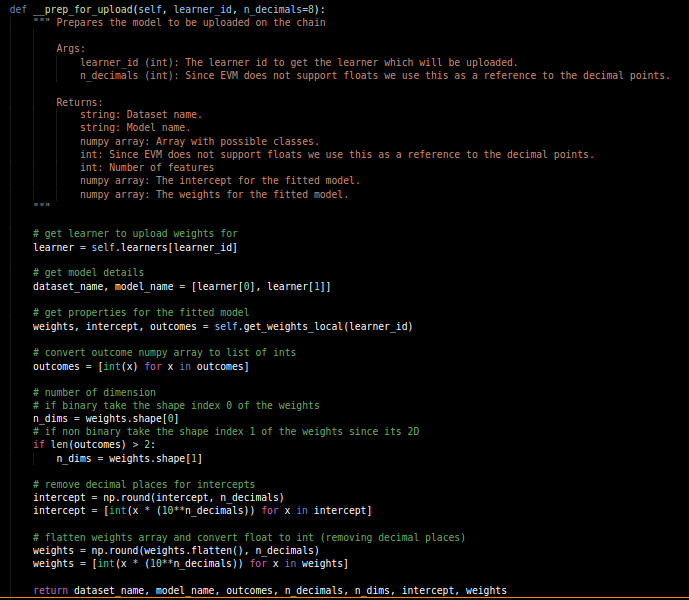 def __prep_for_upload(self, learner_id, n_decimals=8):
""" Prepares the model to be uploaded on the chain
Args:
learner_id (int): The learner id to get the learner which will be uploaded.
n_decimals (int): Since EVM does not support floats we use this as a reference to the decimal points.
Returns:
string: Dataset name.
string: Model name.
numpy array: Array with possible classes.
int: Since EVM does not support floats we use this as a reference to the decimal points.
int: Number of features
numpy array: The intercept for the fitted model.
numpy array: The weights for the fitted model.
"""
# get learner to upload weights for
learner = self.learners[learner_id]
# get model details
dataset_name, model_name = [learner[0], learner[1]]
# get properties for the fitted model
weights, intercept, outcomes = self.get_weights_local(learner_id)
# convert outcome numpy array to list of ints
outcomes = [int(x) for x in outcomes]
# number of dimension
# if binary take the shape index 0 of the weights
n_dims = weights.shape[0]
# if non binary take the shape index 1 of the weights since its 2D
if len(outcomes) > 2:
n_dims = weights.shape[1]
# remove decimal places for intercepts
intercept = np.round(intercept, n_decimals)
intercept = [int(x * (10**n_decimals)) for x in intercept]
# flatten weights array and convert float to int (removing decimal places)
weights = np.round(weights.flatten(), n_decimals)
weights = [int(x * (10**n_decimals)) for x in weights]
return dataset_name, model_name, outcomes, n_decimals, n_dims, intercept, weights